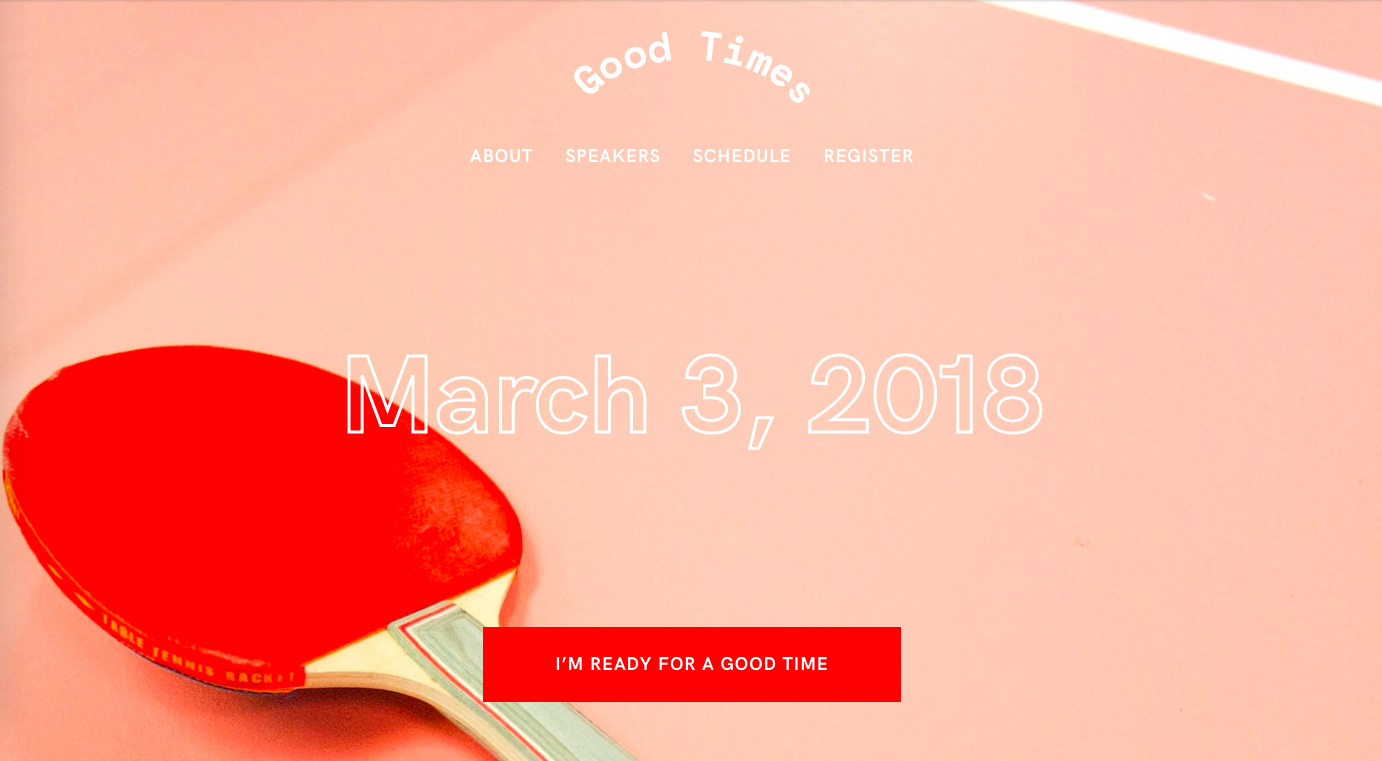 Good Times
ABOUT SPEAKERS SCHEDULE REGISTER
March 3, 2018
TABLE TENNIS RACKET
I'M READY FOR A GOOD TIME